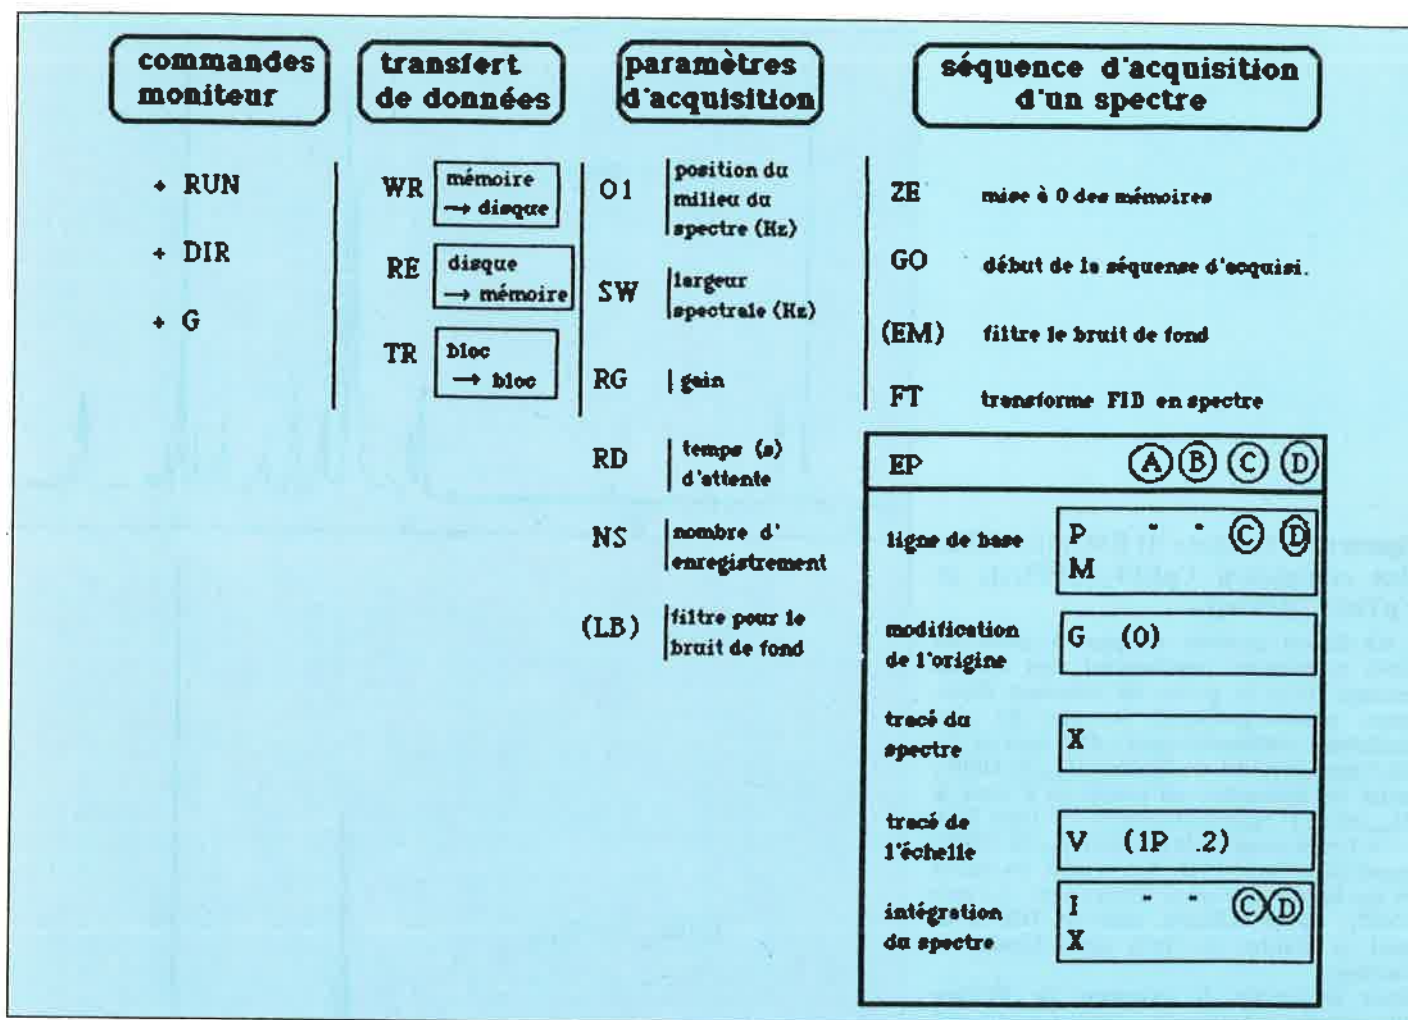 commandes
moniteur
+ RUN
+ DIR
+ G
transfert
de données
WR mémoire
→ disque
RE disque
→ mémoire
TR bloc
→ bloc
paramètres
d'acquisition
O1 position du
milieu du
spectre (Hz)
SW largeur
spectrale (Hz)
RG gain
RD temps (s)
d'attente
NS nombre d'
enregistrement
(LB) filtre pour le
bruit de fond
séquence d'acquisition
d'un spectre
ZE mise à 0 des mémoires
GO début de la séquense d'acquisi.
(EM) filtre le bruit de fond
FT transforme FID en spectre
EP A B C D
ligne de base P " " C D
M
modification
de l'origine
G (0)
tracé du
spectre
X
tracé de
l'échelle
V (1P .2)
intégration
du spectre
I " " C D
X